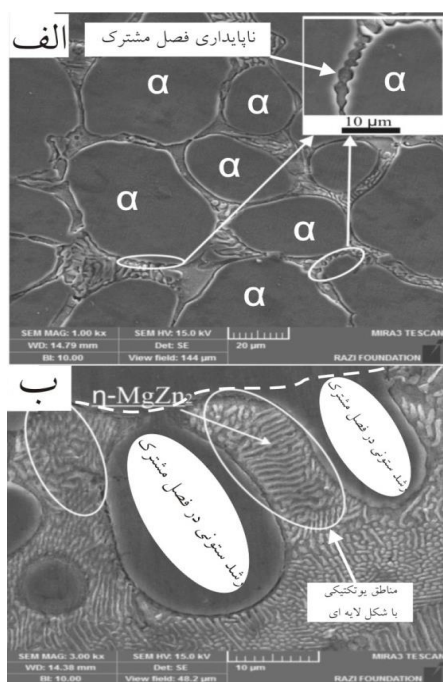 الف
ناپایداری فصل مشترک
α
α
α
α
α
α
α
10 µm
SEM MAG: 1.00 kx
SEM HV: 15.0 kV
MIRA3 TESCAN
WD: 14.79 mm
Det: SE
20 µm
BI: 10.00
View field: 144 µm
RAZI FOUNDATION
ب
η-MgZn₂
رشد ستونی در فصل مشترک
رشد ستونی در فصل مشترک
مناطق یوتکتیکی
با شکل لایه ای
SEM MAG: 3.00 kx
SEM HV: 15.0 kV
MIRA3 TESCAN
WD: 14.38 mm
Det: SE
10 µm
BI: 10.00
View field: 48.2 µm
RAZI FOUNDATION